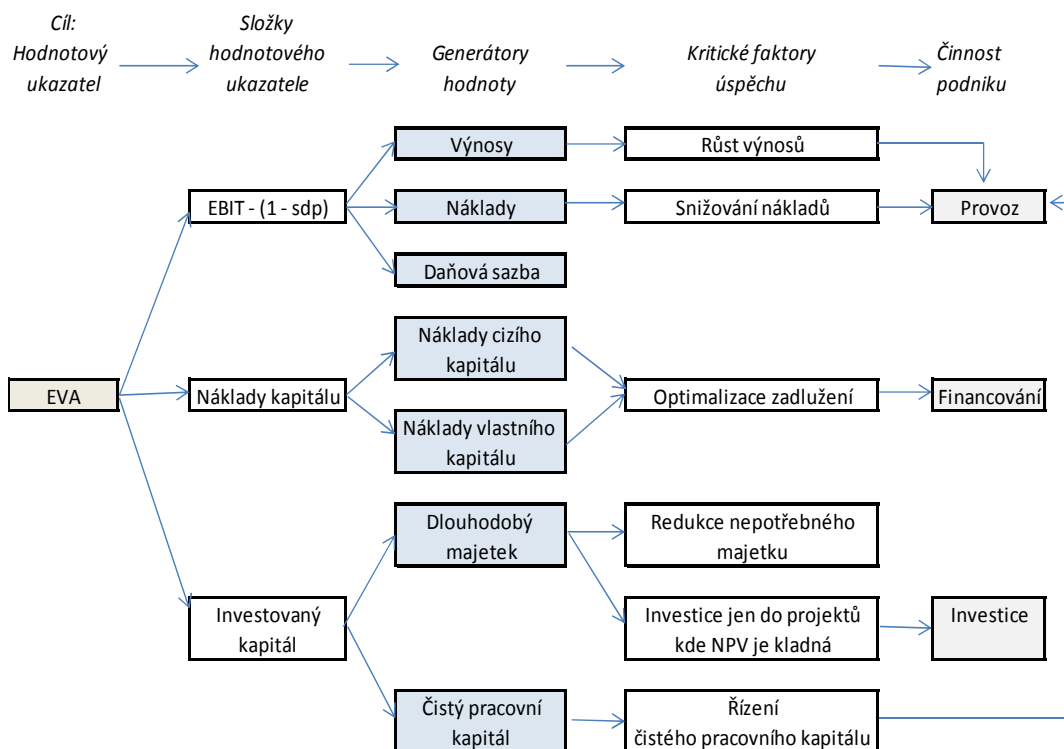 Cíl:
Hodnotový
ukazatel
Složky
hodnotového
ukazatele
Generátory
hodnoty
Kritické faktory
úspěchu
Činnost
podniku
Výnosy
Růst výnosů
EBIT - (1 - sdp)
Náklady
Snižování nákladů
Provoz
Daňová sazba
Náklady cizího
kapitálu
EVA
Náklady kapitálu
Optimalizace zadlužení
Financování
Náklady vlastního
kapitálu
Dlouhodobý
majetek
Redukce nepotřebného
majetku
Investovaný
kapitál
Investice jen do projektů
kde NPV je kladná
Investice
Čistý pracovní
kapitál
Řízení
čistého pracovního kapitálu